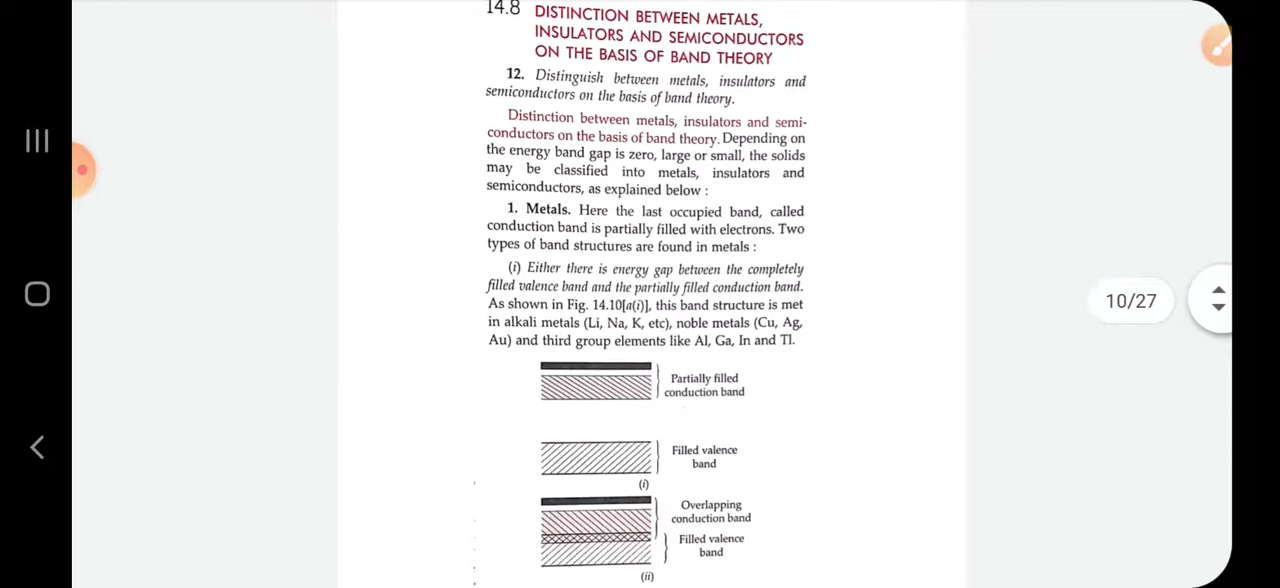 14.8 DISTINCTION BETWEEN METALS,
INSULATORS AND SEMICONDUCTORS
ON THE BASIS OF BAND THEORY
12. Distinguish between metals, insulators and
semiconductors on the basis of band theory.
Distinction between metals, insulators and semi-
conductors on the basis of band theory. Depending on
the energy band gap is zero, large or small, the solids
may be classified into metals, insulators and
semiconductors, as explained below :
1. Metals. Here the last occupied band, called
conduction band is partially filled with electrons. Two
types of band structures are found in metals :
(i) Either there is energy gap between the completely
filled valence band and the partially filled conduction band.
As shown in Fig. 14.10[a(i)], this band structure is met
in alkali metals (Li, Na, K, etc), noble metals (Cu, Ag,
Au) and third group elements like Al, Ga, In and Tl.
Partially filled
conduction band
Filled valence
band
(i)
Overlapping
conduction band
Filled valence
band
(ii)
10/27